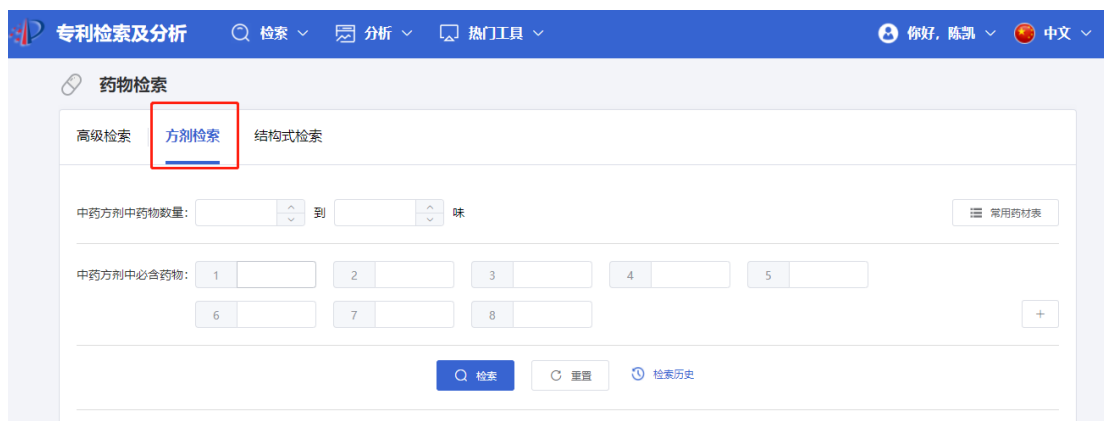 专利检索及分析 检索 分析 热门工具 你好, 陈凯 中文
药物检索
高级检索 方剂检索 结构式检索
中药方剂中药物数量: 到 味 常用药材表
中药方剂中必含药物: 1 2 3 4 5
6 7 8 +
检索 重置 检索历史